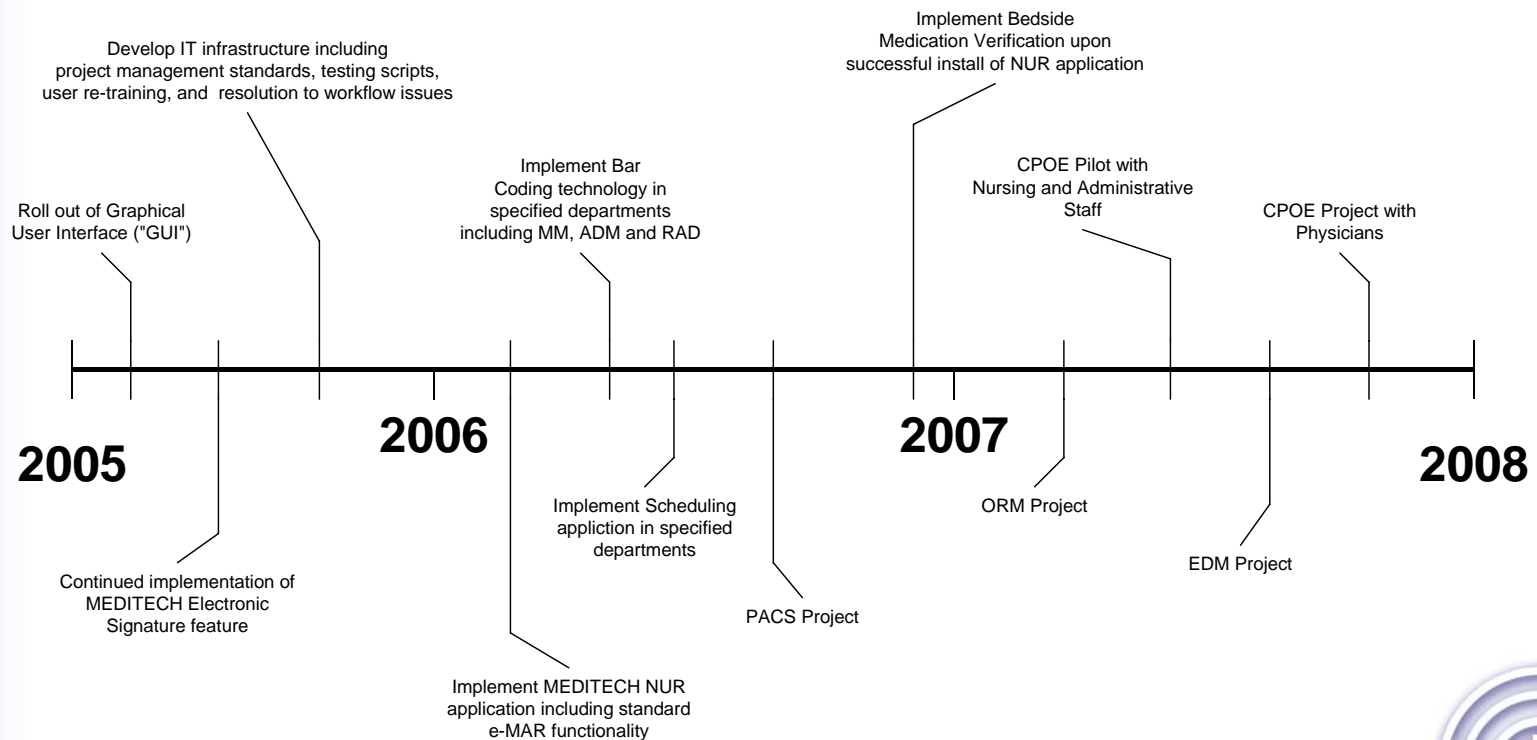 Implement Bedside
Medication Verification upon
successful install of NUR application
Develop IT infrastructure including
project management standards, testing scripts,
user re-training, and resolution to workflow issues
Implement Bar
Coding technology in
specified departments
including MM, ADM and RAD
CPOE Pilot with
Nursing and Administrative
Staff
Roll out of Graphical
User Interface ("GUI")
CPOE Project with
Physicians
2005
2006
2007
2008
Continued implementation of
MEDITECH Electronic
Signature feature
Implement MEDITECH NUR
application including standard
e-MAR functionality
Implement Scheduling
appliction in specified
departments
PACS Project
ORM Project
EDM Project